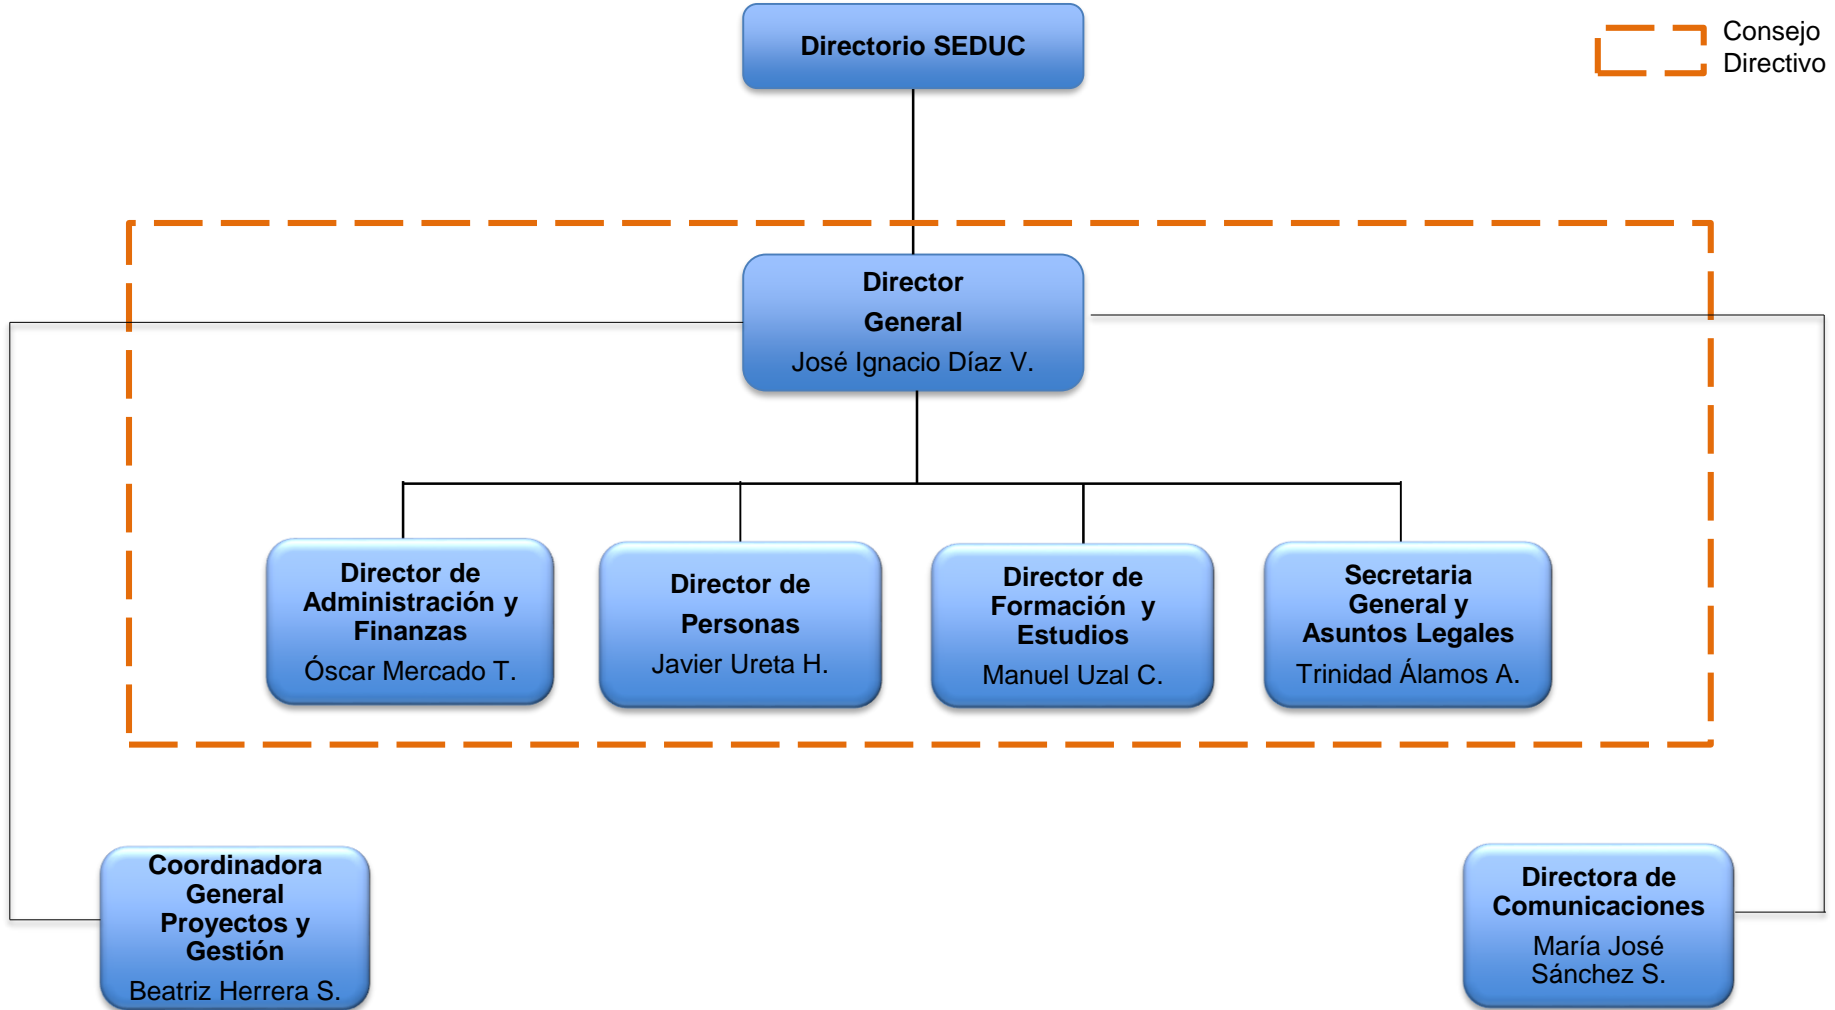 Directorio SEDUC
Consejo
Directivo
Director
General
José Ignacio Díaz V.
Director de
Administración y
Finanzas
Óscar Mercado T.
Director de
Personas
Javier Ureta H.
Director de
Formación y
Estudios
Manuel Uzal C.
Secretaria
General y
Asuntos Legales
Trinidad Álamos A.
Coordinadora
General
Proyectos y
Gestión
Beatriz Herrera S.
Directora de
Comunicaciones
María José
Sánchez S.